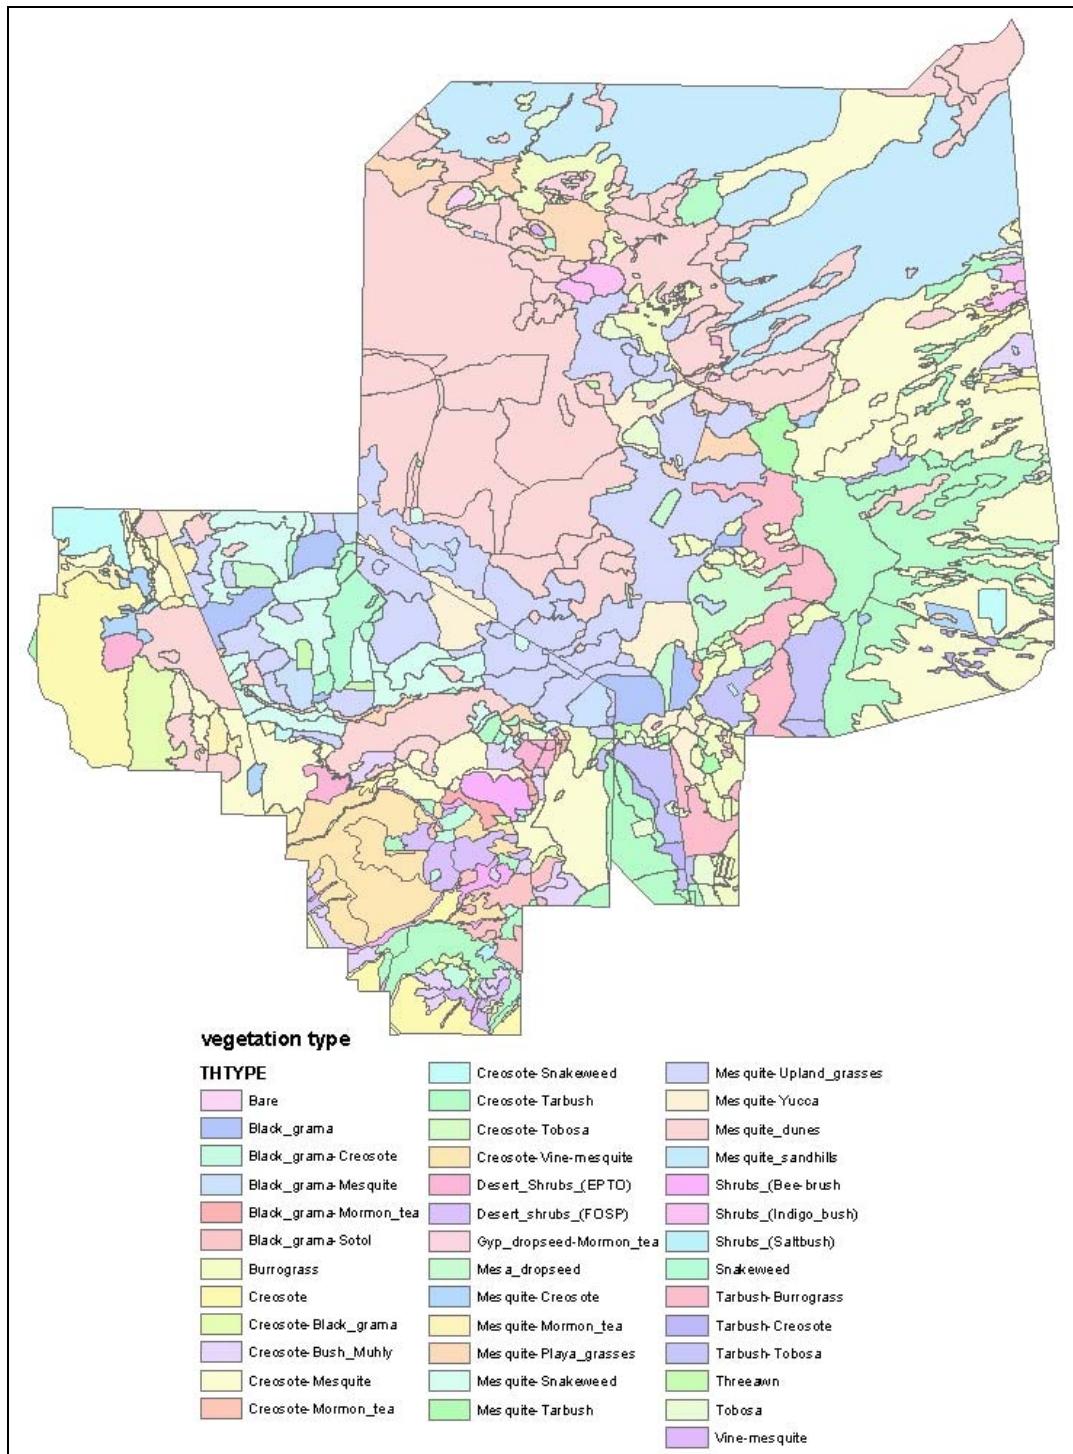 vegetation type
THTYPE
Bare
Black_grama
Black_grama-Creosote
Black_grama-Mesquite
Black_grama-Mormon_tea
Black_grama-Sotol
Burrograss
Creosote
Creosote-Black_grama
Creosote-Bush_Muhly
Creosote-Mesquite
Creosote-Mormon_tea
Creosote-Snakeweed
Creosote-Tarbush
Creosote-Tobosa
Creosote-Vine-mesquite
Desert_Shrubs_(EPTO)
Desert_shrubs_(FOSP)
Gyp_dropseed-Mormon_tea
Mesa_dropseed
Mesquite-Creosote
Mesquite-Mormon_tea
Mesquite-Playa_grasses
Mesquite-Snakeweed
Mesquite-Tarbush
Mesquite-Upland_grasses
Mesquite-Yucca
Mesquite_dunes
Mesquite_sandhills
Shrubs_(Bee-brush
Shrubs_(Indigo_bush)
Shrubs_(Saltbush)
Snakeweed
Tarbush-Burrograss
Tarbush-Creosote
Tarbush-Tobosa
Threeawn
Tobosa
Vine-mesquite